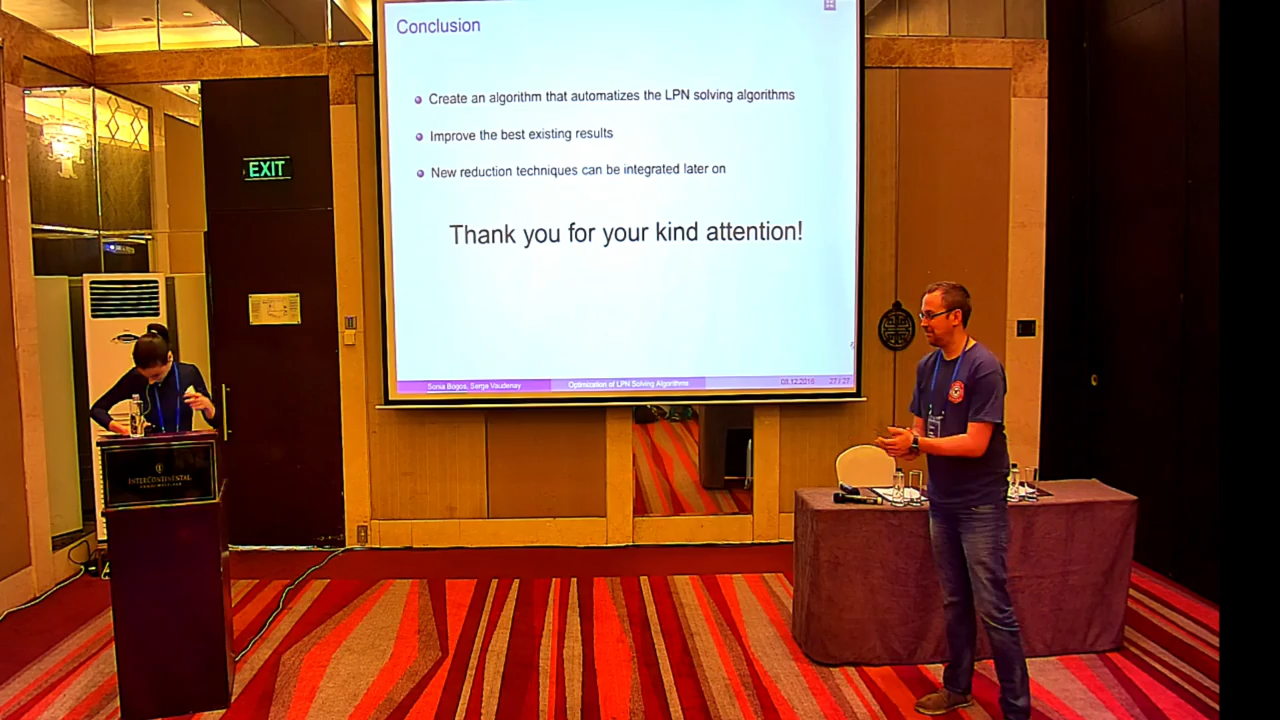 Conclusion
Create an algorithm that automatizes the LPN solving algorithms
Improve the best existing results
New reduction techniques can be integrated later on
Thank you for your kind attention!
Sonia Bogos, Serge Vaudenay
Optimization of LPN Solving Algorithms
08.12.2016
27 / 27
EXIT
INTERCONTINENTAL